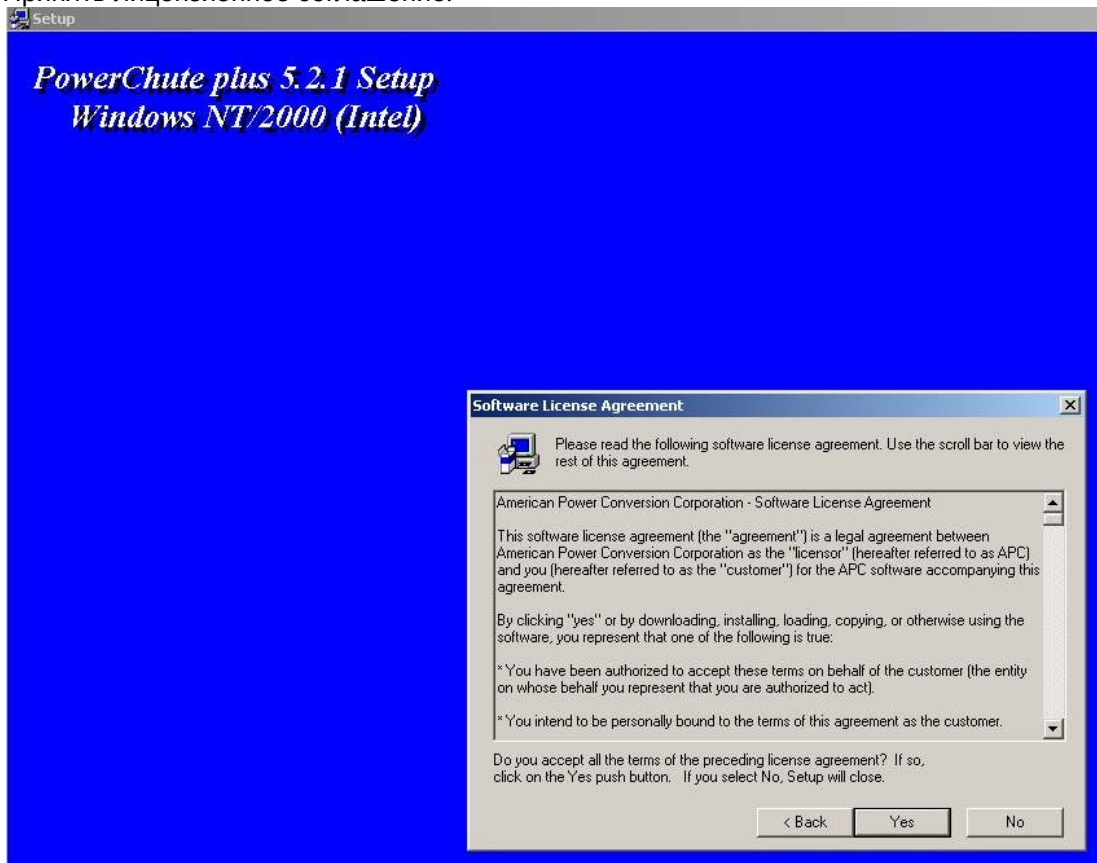 Принять лицензионное соглашение.
Setup
PowerChute plus 5.2.1 Setup
Windows NT/2000 (Intel)
Software License Agreement
Please read the following software license agreement. Use the scroll bar to view the
rest of this agreement.
American Power Conversion Corporation - Software License Agreement
This software license agreement (the "agreement") is a legal agreement between
American Power Conversion Corporation as the "licensor" (hereafter referred to as APC)
and you (hereafter referred to as the "customer") for the APC software accompanying this
agreement.
By clicking "yes" or by downloading, installing, loading, copying, or otherwise using the
software, you represent that one of the following is true:
* You have been authorized to accept these terms on behalf of the customer (the entity
on whose behalf you represent that you are authorized to act).
* You intend to be personally bound to the terms of this agreement as the customer.
Do you accept all the terms of the preceding license agreement? If so,
click on the Yes push button. If you select No, Setup will close.
< Back Yes No